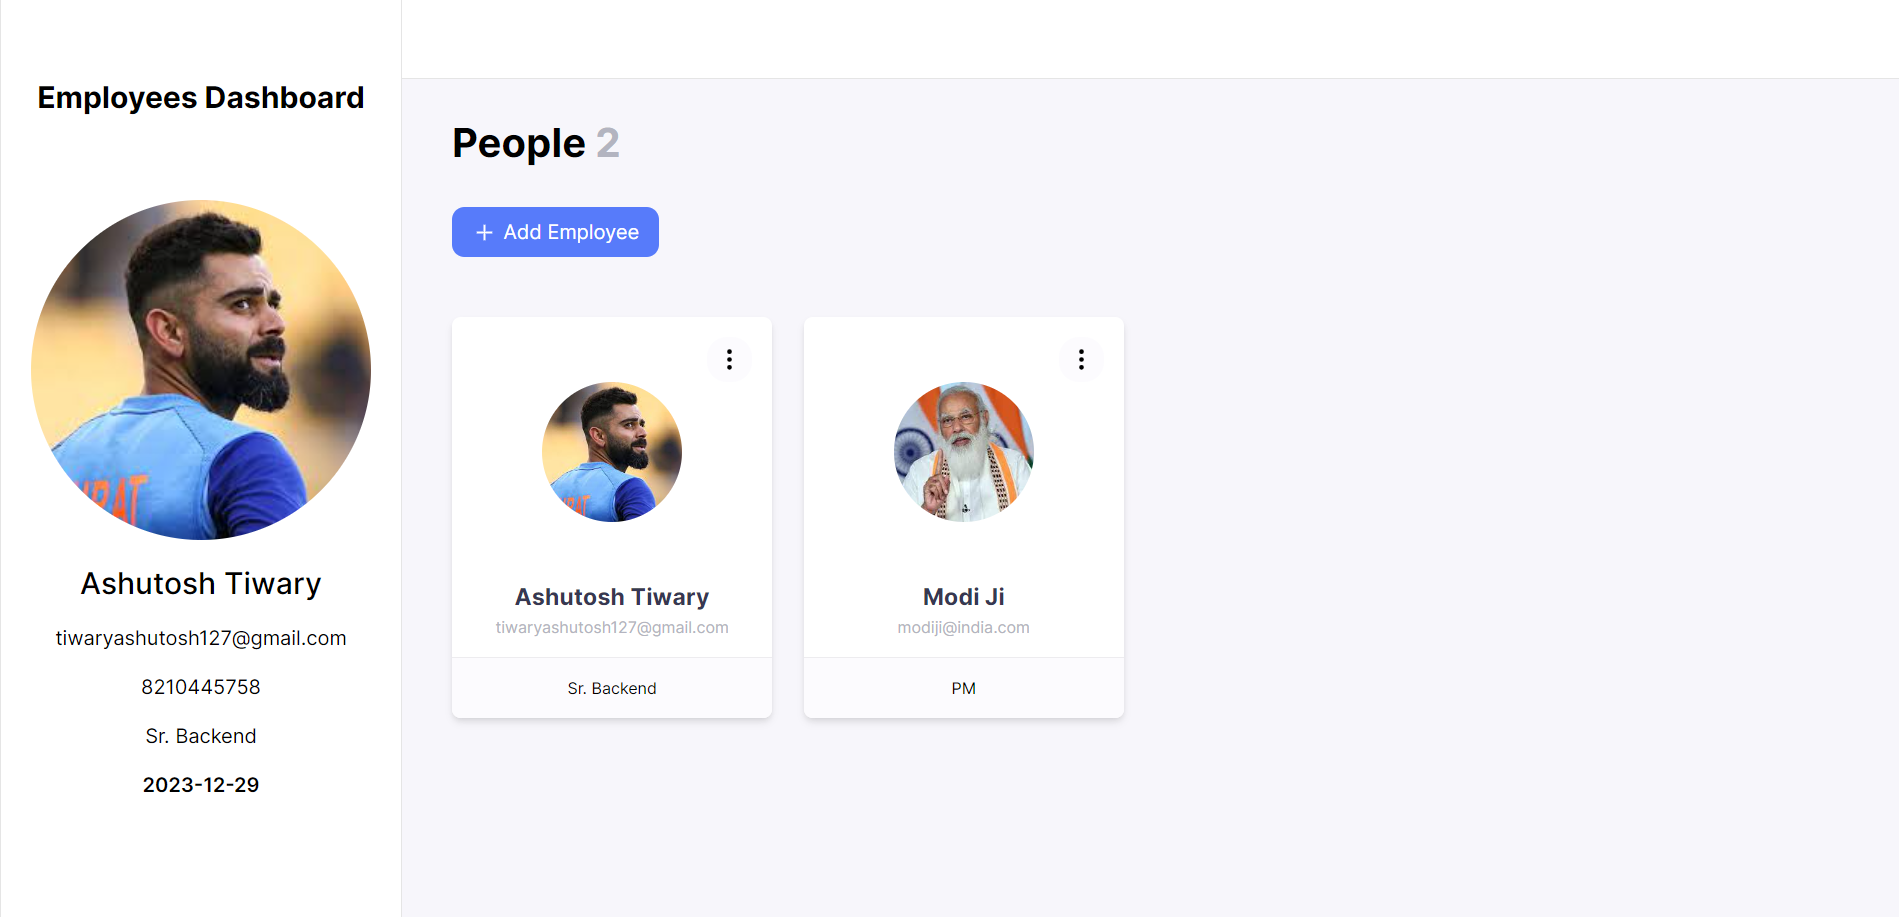 Employees Dashboard
Ashutosh Tiwary
tiwaryashutosh127@gmail.com
8210445758
Sr. Backend
2023-12-29
People 2
+ Add Employee
Ashutosh Tiwary
tiwaryashutosh127@gmail.com
Sr. Backend
Modi Ji
modiji@india.com
PM